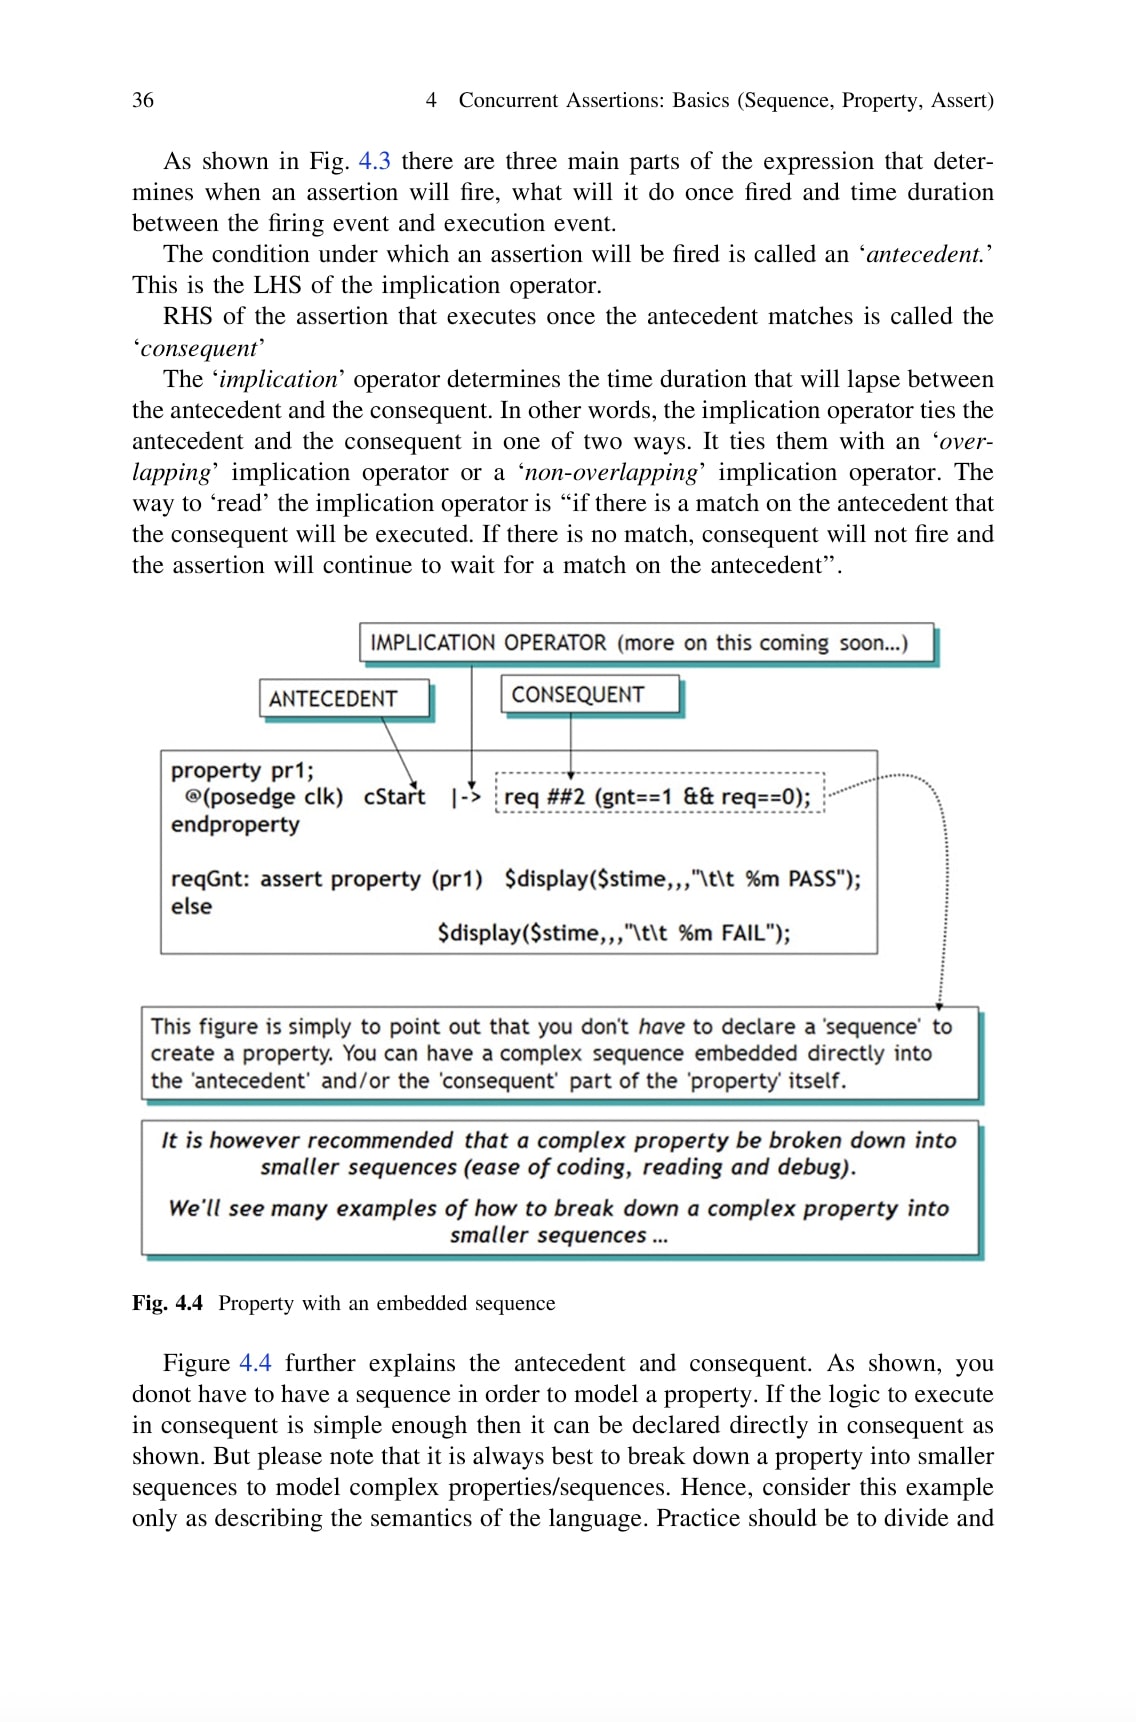 36
4 Concurrent Assertions: Basics (Sequence, Property, Assert)
As shown in Fig. 4.3 there are three main parts of the expression that deter-
mines when an assertion will fire, what will it do once fired and time duration
between the firing event and execution event.
The condition under which an assertion will be fired is called an ‘antecedent.’
This is the LHS of the implication operator.
RHS of the assertion that executes once the antecedent matches is called the
‘consequent’
The ‘implication’ operator determines the time duration that will lapse between
the antecedent and the consequent. In other words, the implication operator ties the
antecedent and the consequent in one of two ways. It ties them with an ‘over-
lapping’ implication operator or a ‘non-overlapping’ implication operator. The
way to ‘read’ the implication operator is “if there is a match on the antecedent that
the consequent will be executed. If there is no match, consequent will not fire and
the assertion will continue to wait for a match on the antecedent”.
IMPLICATION OPERATOR (more on this coming soon...)
ANTECEDENT
CONSEQUENT
property pr1;
@(posedge clk) cStart |-> req ##2 (gnt==1 && req==0);
endproperty
reqGnt: assert property (pr1) $display($stime,,,"\t\t %m PASS");
else
$display($stime,,,"\t\t %m FAIL");
This figure is simply to point out that you don't have to declare a 'sequence' to
create a property. You can have a complex sequence embedded directly into
the 'antecedent' and/or the 'consequent' part of the 'property' itself.
It is however recommended that a complex property be broken down into
smaller sequences (ease of coding, reading and debug).
We'll see many examples of how to break down a complex property into
smaller sequences ...
Fig. 4.4 Property with an embedded sequence
Figure 4.4 further explains the antecedent and consequent. As shown, you
donot have to have a sequence in order to model a property. If the logic to execute
in consequent is simple enough then it can be declared directly in consequent as
shown. But please note that it is always best to break down a property into smaller
sequences to model complex properties/sequences. Hence, consider this example
only as describing the semantics of the language. Practice should be to divide and